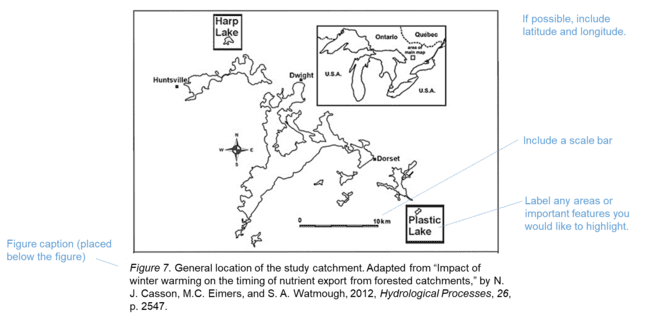 Harp
Lake
Ontario
Quebec
area of
main map
U.S.A.
U.S.A.
Huntsville
Dwight
N
W
E
S
Dorset
0
10km
Plastic
Lake
If possible, include
latitude and longitude.
Include a scale bar
Label any areas or
important features you
would like to highlight.
Figure caption (placed
below the figure)
Figure 7. General location of the study catchment. Adapted from “Impact of
winter warming on the timing of nutrient export from forested catchments,” by N.
J. Casson, M.C. Eimers, and S. A. Watmough, 2012, Hydrological Processes, 26,
p. 2547.